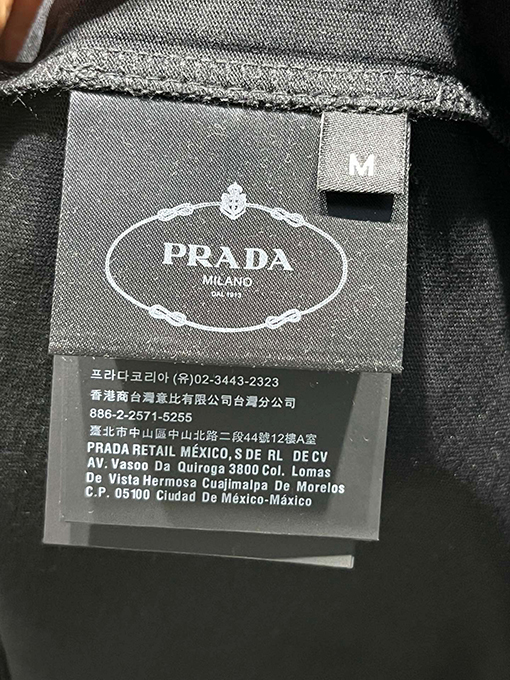 M
PRADA
MILANO
DAL 1913
프라다코리아 (유)02-3443-2323
香港商台灣意比有限公司台灣分公司
886-2-2571-5255
臺北市中山區中山北路二段44號12樓A室
PRADA RETAIL MÉXICO, S DE RL DE CV
AV. Vasoo Da Quiroga 3800 Col. Lomas
De Vista Hermosa Cuajlmalpa De Morelos
C.P. 05100 Ciudad De México-México